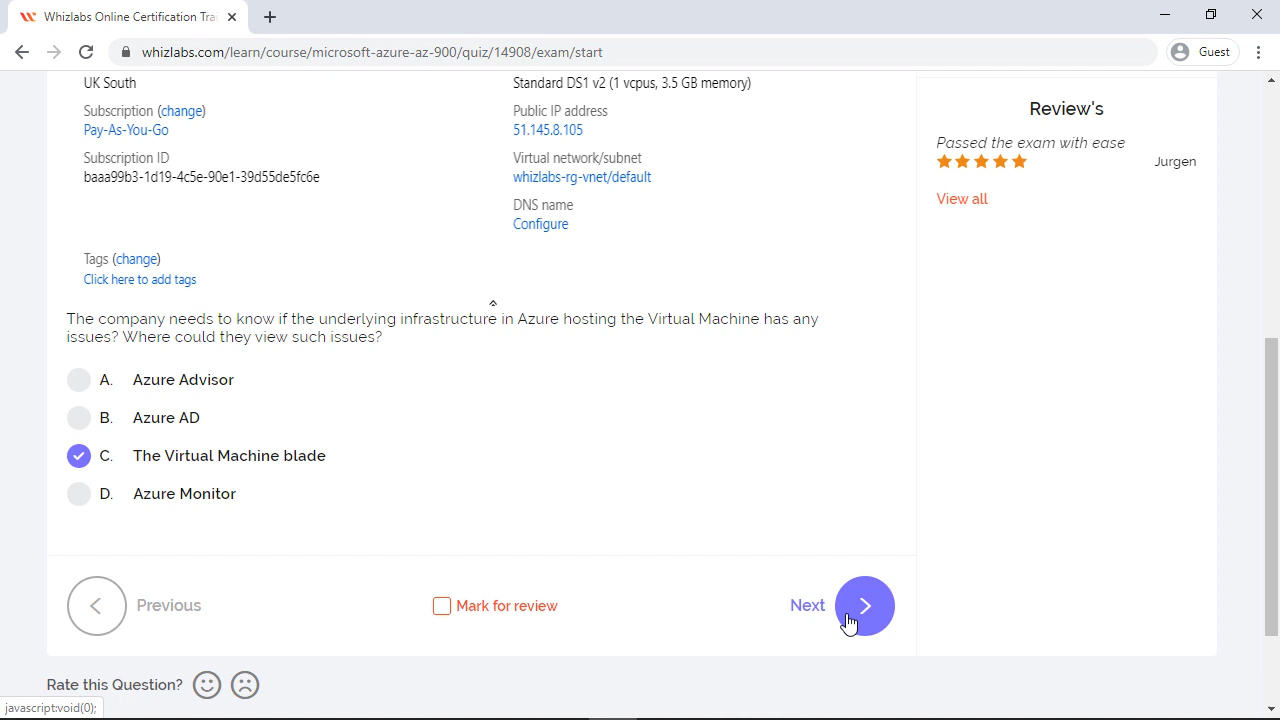 Whizlabs Online Certification Tra
whizlabs.com/learn/course/microsoft-azure-az-900/quiz/14908/exam/start
Guest
UK South
Standard DS1 v2 (1 vcpus, 3.5 GB memory)
Subscription (change)
Public IP address
Pay-As-You-Go
51.145.8.105
Subscription ID
Virtual network/subnet
baaa99b3-1d19-4c5e-90e1-39d55de5fc6e
whizlabs-rg-vnet/default
DNS name
Configure
Tags (change)
Click here to add tags
The company needs to know if the underlying infrastructure in Azure hosting the Virtual Machine has any
issues? Where could they view such issues?
A. Azure Advisor
B. Azure AD
C. The Virtual Machine blade
D. Azure Monitor
Previous
Mark for review
Next
Review's
Passed the exam with ease
Jurgen
View all
Rate this Question?
javascript:void(0);